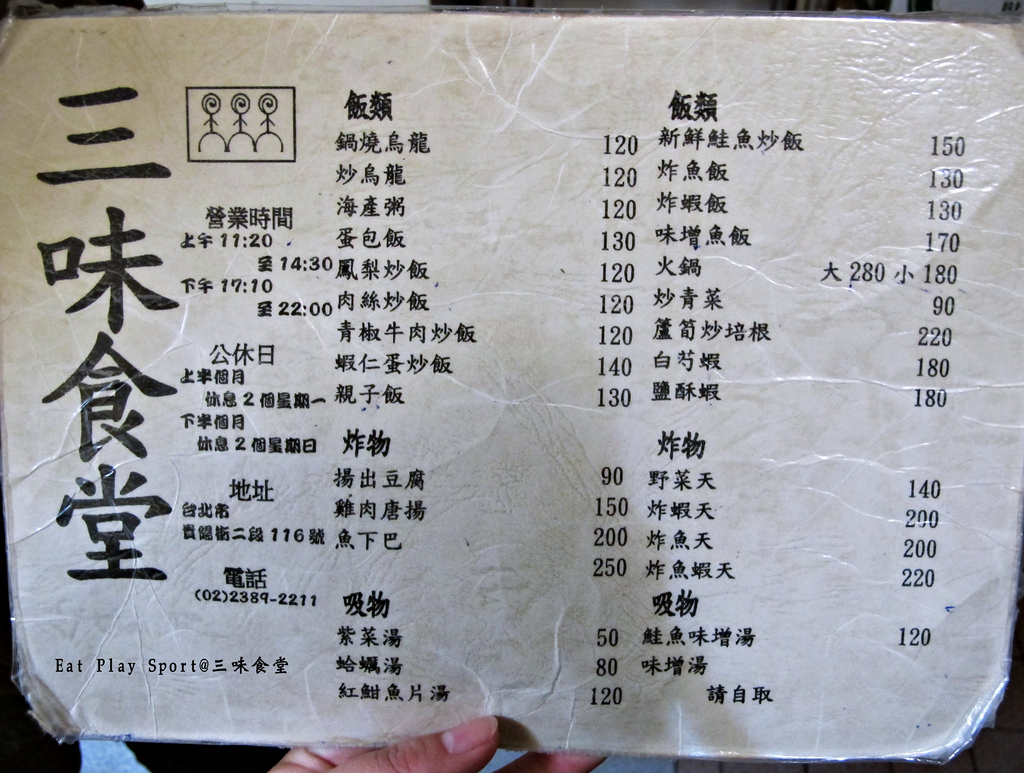 三味食堂
營業時間
上午 11:20
至 14:30
下午 17:10
至 22:00
公休日
上半個月
休息 2 個星期一
下半個月
休息 2 個星期日
地址
台北市
貴陽街二段 116 號
電話
(02)2389-2211
飯類
鍋燒烏龍 120
炒烏龍 120
海產粥 120
蛋包飯 130
鳳梨炒飯 120
肉絲炒飯 120
青椒牛肉炒飯 120
蝦仁蛋炒飯 140
親子飯 130
炸物
揚出豆腐 90
雞肉唐揚 150
魚下巴 200
250
吸物
紫菜湯 50
蛤蠣湯 80
紅魽魚片湯 120
飯類
新鮮鮭魚炒飯 150
炸魚飯 130
炸蝦飯 130
味增魚飯 170
火鍋 大 280 小 180
炒青菜 90
蘆筍炒培根 220
白芍蝦 180
鹽酥蝦 180
炸物
野菜天 140
炸蝦天 200
炸魚天 200
炸魚蝦天 220
吸物
鮭魚味增湯 120
味增湯
請自取
Eat Play Sport@三味食堂